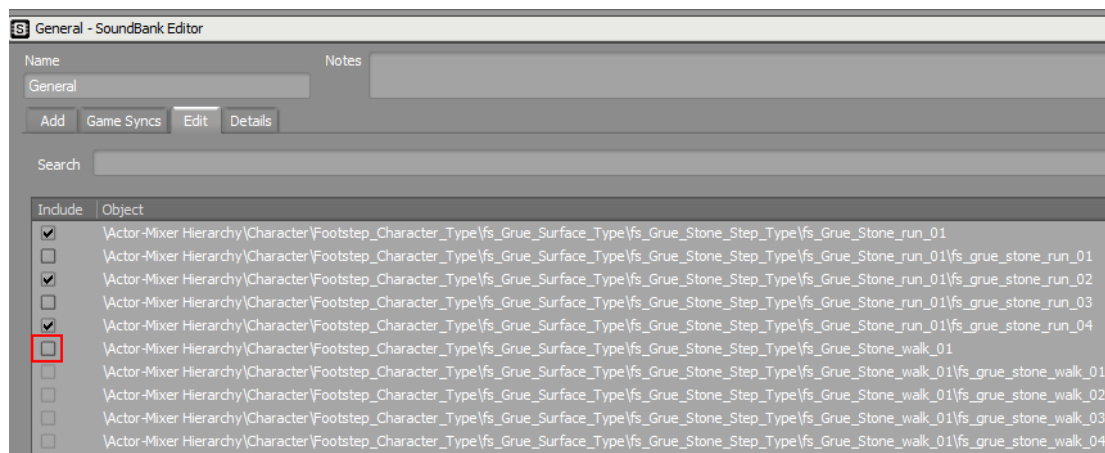 General - SoundBank Editor
Name Notes
General
Add Game Syncs Edit Details
Search
Include Object
\Actor-Mixer Hierarchy\Character\Footstep_Character_Type\fs_Grue_Surface_Type\fs_Grue_Stone_Step_Type\fs_Grue_Stone_run_01
\Actor-Mixer Hierarchy\Character\Footstep_Character_Type\fs_Grue_Surface_Type\fs_Grue_Stone_Step_Type\fs_Grue_Stone_run_01\fs_grue_stone_run_01
\Actor-Mixer Hierarchy\Character\Footstep_Character_Type\fs_Grue_Surface_Type\fs_Grue_Stone_Step_Type\fs_Grue_Stone_run_01\fs_grue_stone_run_02
\Actor-Mixer Hierarchy\Character\Footstep_Character_Type\fs_Grue_Surface_Type\fs_Grue_Stone_Step_Type\fs_Grue_Stone_run_01\fs_grue_stone_run_03
\Actor-Mixer Hierarchy\Character\Footstep_Character_Type\fs_Grue_Surface_Type\fs_Grue_Stone_Step_Type\fs_Grue_Stone_run_01\fs_grue_stone_run_04
\Actor-Mixer Hierarchy\Character\Footstep_Character_Type\fs_Grue_Surface_Type\fs_Grue_Stone_Step_Type\fs_Grue_Stone_walk_01
\Actor-Mixer Hierarchy\Character\Footstep_Character_Type\fs_Grue_Surface_Type\fs_Grue_Stone_Step_Type\fs_Grue_Stone_walk_01\fs_grue_stone_walk_01
\Actor-Mixer Hierarchy\Character\Footstep_Character_Type\fs_Grue_Surface_Type\fs_Grue_Stone_Step_Type\fs_Grue_Stone_walk_01\fs_grue_stone_walk_02
\Actor-Mixer Hierarchy\Character\Footstep_Character_Type\fs_Grue_Surface_Type\fs_Grue_Stone_Step_Type\fs_Grue_Stone_walk_01\fs_grue_stone_walk_03
\Actor-Mixer Hierarchy\Character\Footstep_Character_Type\fs_Grue_Surface_Type\fs_Grue_Stone_Step_Type\fs_Grue_Stone_walk_01\fs_grue_stone_walk_04